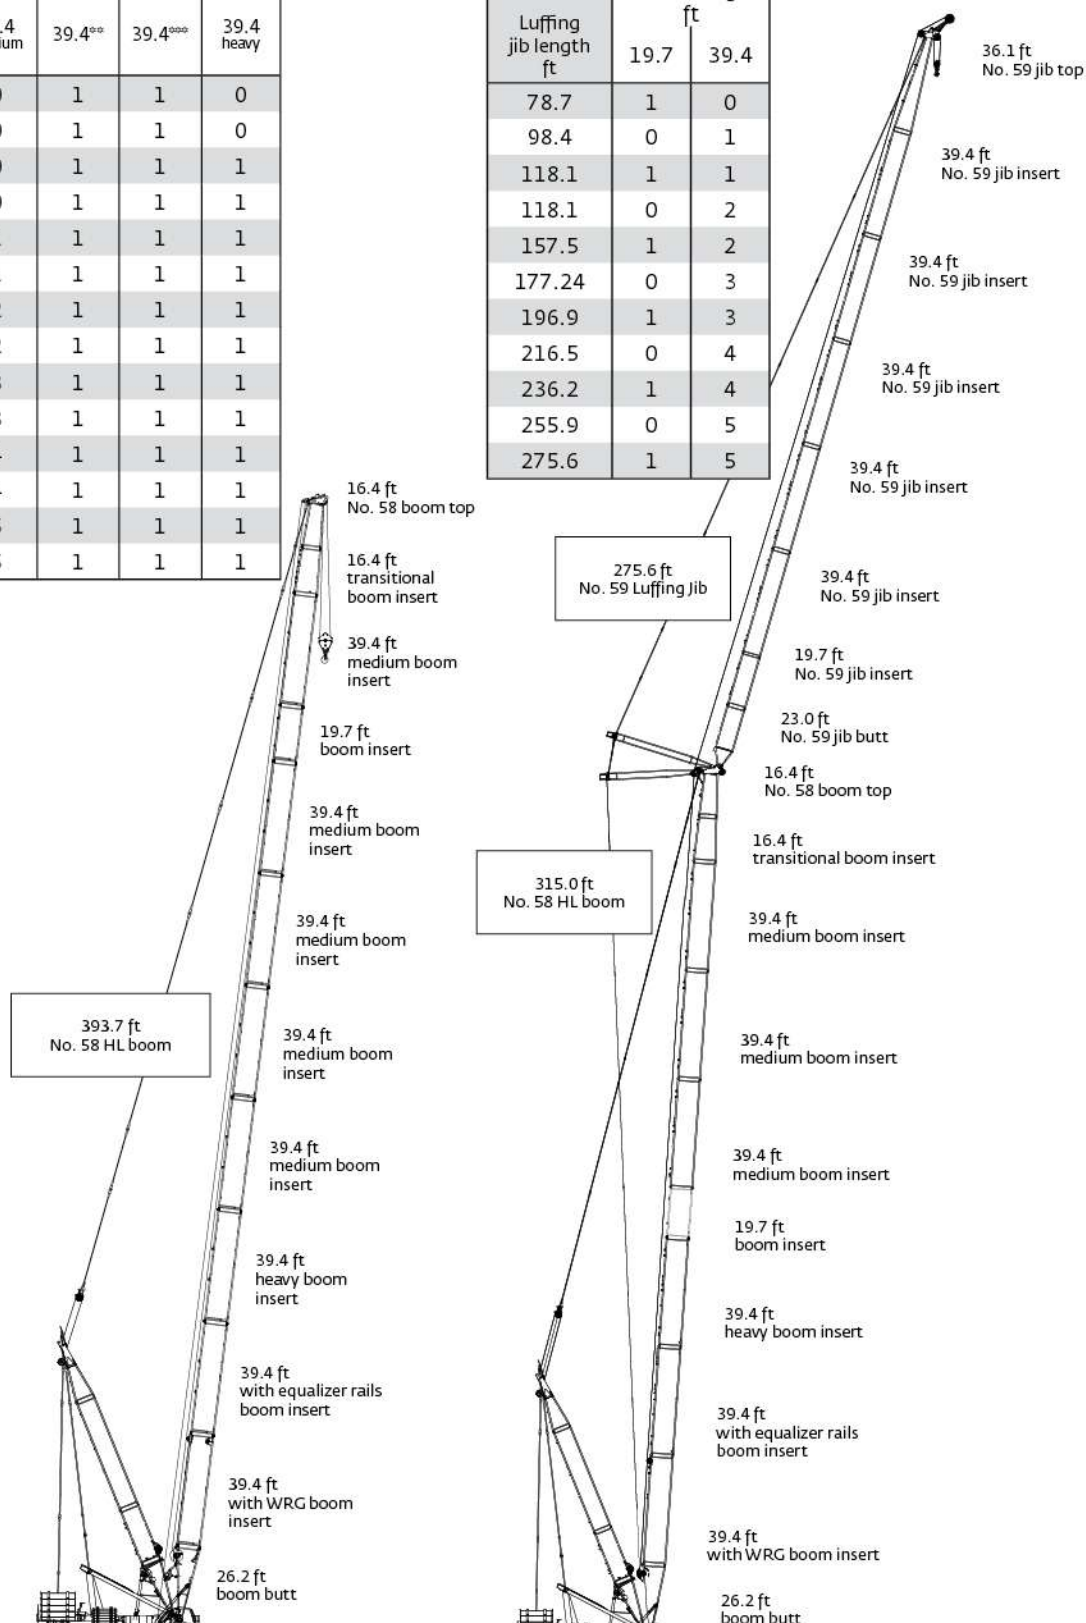 39.4** 39.4*** 39.4
heavy
1 1 0
1 1 0
1 1 1
1 1 1
1 1 1
1 1 1
1 1 1
1 1 1
1 1 1
1 1 1
1 1 1
1 1 1
1 1 1
1 1 1
Luffing
jib length
ft
ft
19.7 39.4
78.7 1 0
98.4 0 1
118.1 1 1
118.1 0 2
157.5 1 2
177.24 0 3
196.9 1 3
216.5 0 4
236.2 1 4
255.9 0 5
275.6 1 5
16.4 ft
No. 58 boom top
16.4 ft
transitional
boom insert
39.4 ft
medium boom
insert
19.7 ft
boom insert
39.4 ft
medium boom
insert
39.4 ft
medium boom
insert
39.4 ft
medium boom
insert
39.4 ft
medium boom
insert
39.4 ft
heavy boom
insert
39.4 ft
with equalizer rails
boom insert
39.4 ft
with WRG boom
insert
26.2 ft
boom butt
393.7 ft
No. 58 HL boom
36.1 ft
No. 59 jib top
39.4 ft
No. 59 jib insert
39.4 ft
No. 59 jib insert
39.4 ft
No. 59 jib insert
39.4 ft
No. 59 jib insert
39.4 ft
No. 59 jib insert
19.7 ft
No. 59 jib insert
23.0 ft
No. 59 jib butt
275.6 ft
No. 59 Luffing Jib
16.4 ft
No. 58 boom top
16.4 ft
transitional boom insert
39.4 ft
medium boom insert
39.4 ft
medium boom insert
39.4 ft
medium boom insert
19.7 ft
boom insert
39.4 ft
heavy boom insert
39.4 ft
with equalizer rails
boom insert
39.4 ft
with WRG boom insert
26.2 ft
boom butt
315.0 ft
No. 58 HL boom